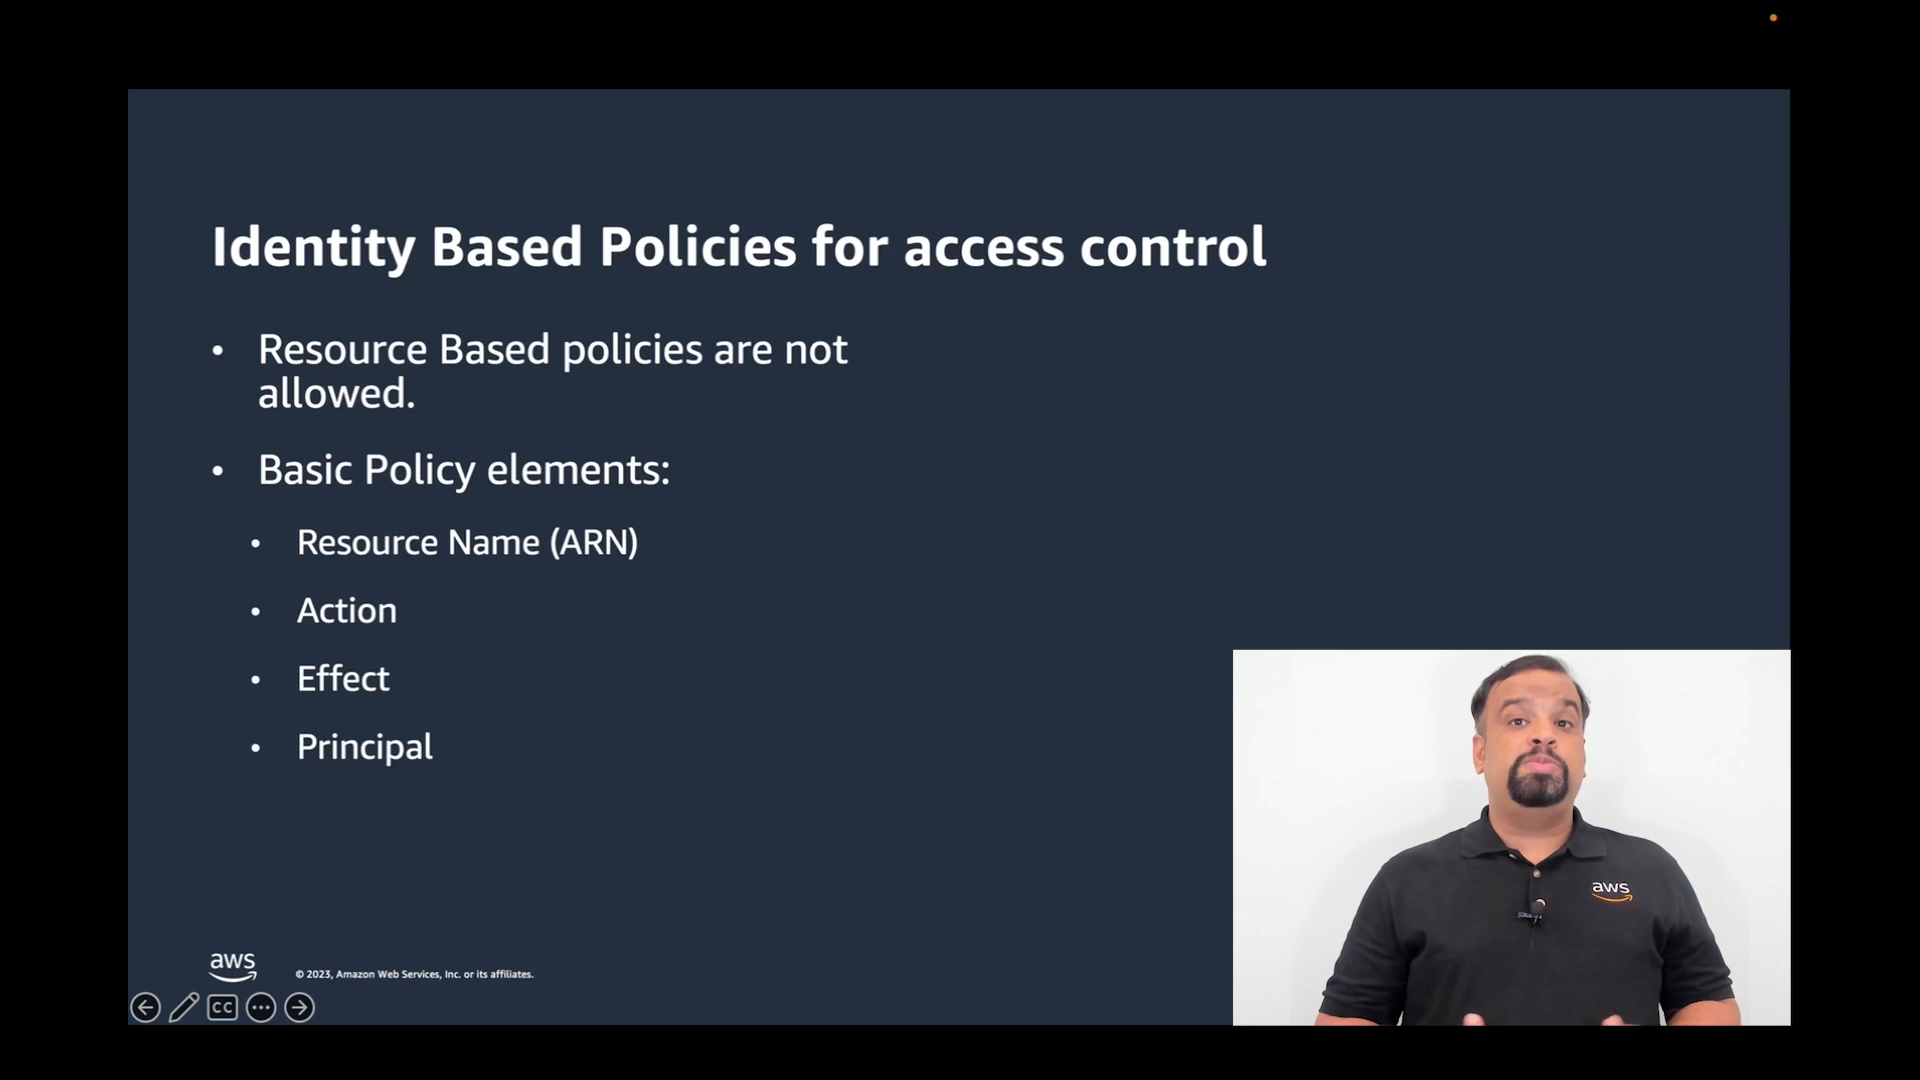 Identity Based Policies for access control
• Resource Based policies are not
allowed.
• Basic Policy elements:
• Resource Name (ARN)
• Action
• Effect
• Principal
aws
aws
© 2023, Amazon Web Services, Inc. or its affiliates.
CC